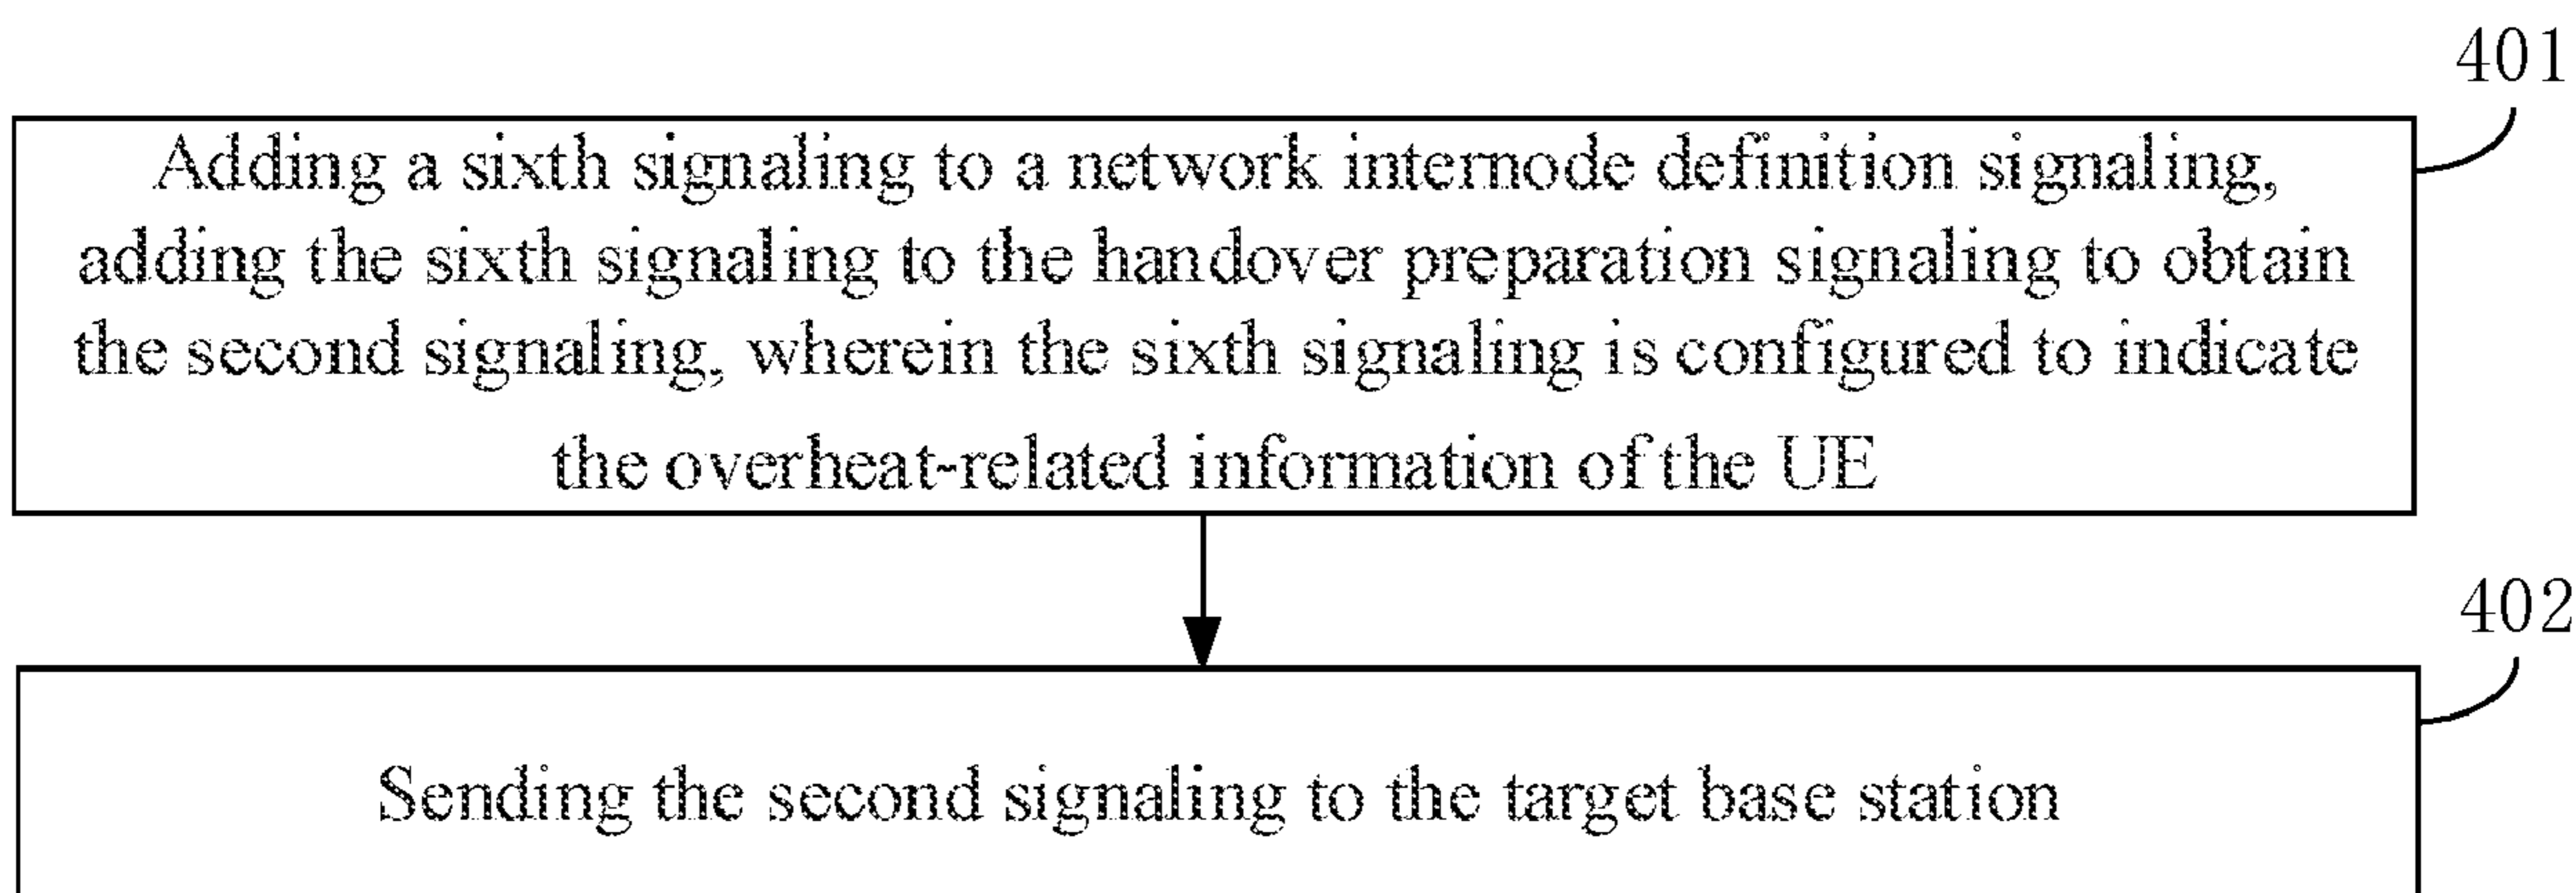 401
Adding a sixth signaling to a network internode definition signaling,
adding the sixth signaling to the handover preparation signaling to obtain
the second signaling, wherein the sixth signaling is configured to indicate
the overheat-related information of the UE
402
Sending the second signaling to the target base station